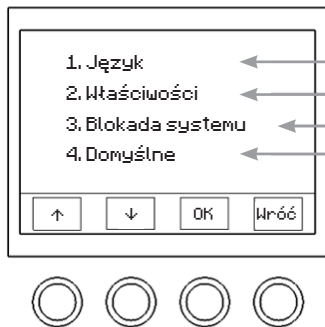 1. Język
2. Właściwości
3. Blokada systemu
4. Domyślne
↑ ↓ OK Wróć